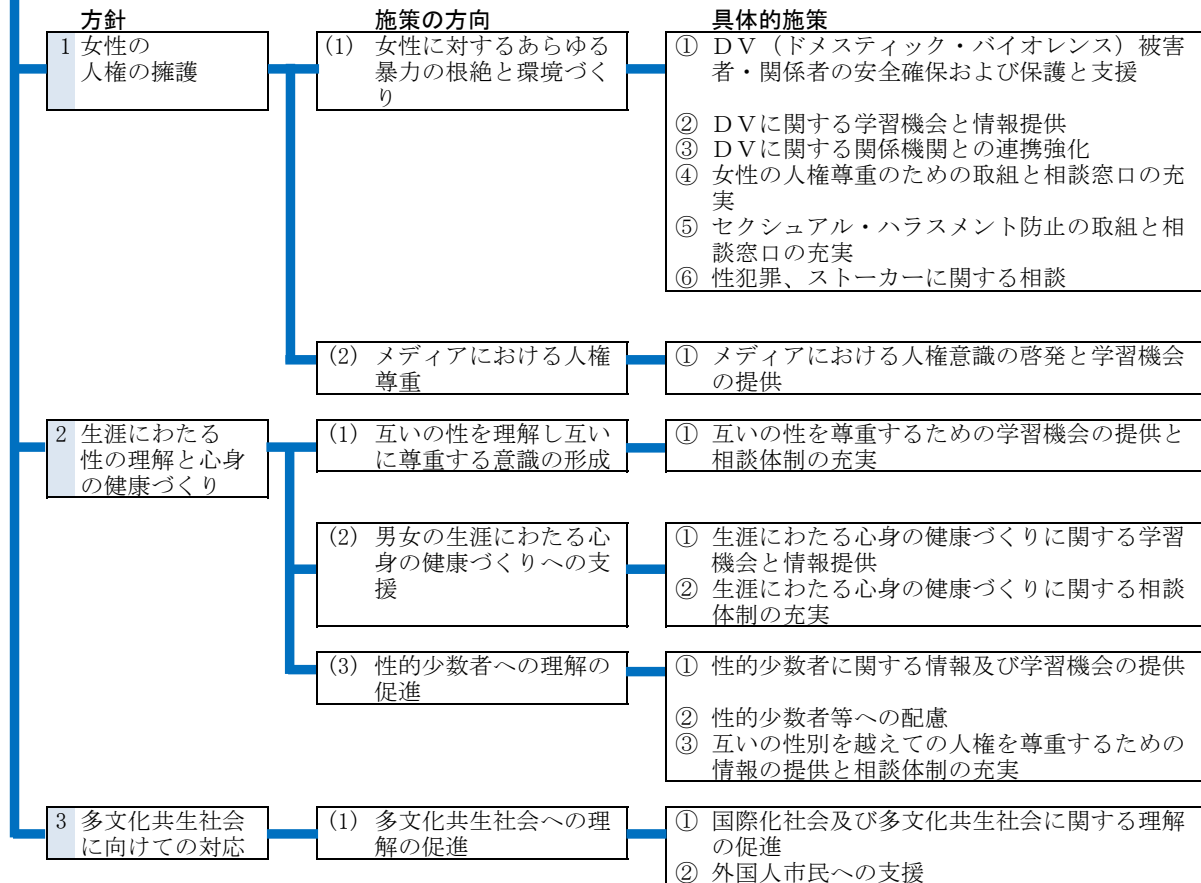 方針 施策の方向 具体的施策
1 女性の
人権の擁護
(1) 女性に対するあらゆる
暴力の根絶と環境づく
り
① ＤＶ（ドメスティック・バイオレンス）被害
者・関係者の安全確保および保護と支援
② ＤＶに関する学習機会と情報提供
③ ＤＶに関する関係機関との連携強化
④ 女性の人権尊重のための取組と相談窓口の充
実
⑤ セクシュアル・ハラスメント防止の取組と相
談窓口の充実
⑥ 性犯罪、ストーカーに関する相談
(2) メディアにおける人権
尊重
① メディアにおける人権意識の啓発と学習機会
の提供
2 生涯にわたる
性の理解と心身
の健康づくり
(1) 互いの性を理解し互い
に尊重する意識の形成
① 互いの性を尊重するための学習機会の提供と
相談体制の充実
(2) 男女の生涯にわたる心
身の健康づくりへの支
援
① 生涯にわたる心身の健康づくりに関する学習
機会と情報提供
② 生涯にわたる心身の健康づくりに関する相談
体制の充実
(3) 性的少数者への理解の
促進
① 性的少数者に関する情報及び学習機会の提供
② 性的少数者等への配慮
③ 互いの性別を越えての人権を尊重するための
情報の提供と相談体制の充実
3 多文化共生社会
に向けての対応
(1) 多文化共生社会への理
解の促進
① 国際化社会及び多文化共生社会に関する理解
の促進
② 外国人市民への支援